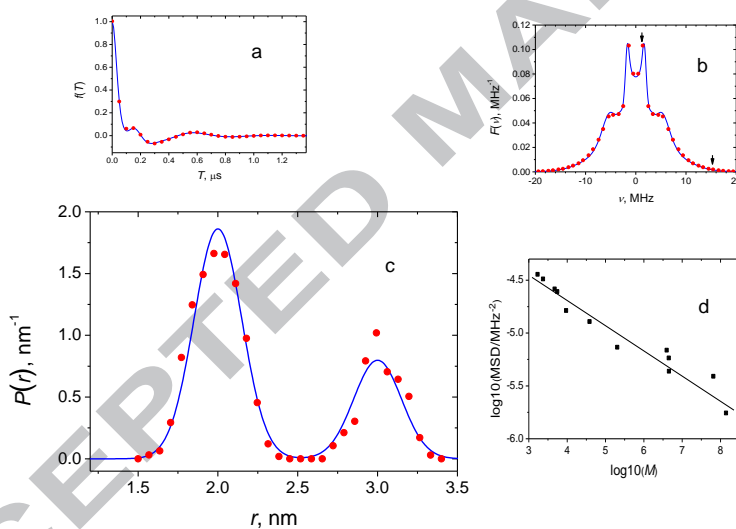 a
f(T)
1.0
0.8
0.6
0.4
0.2
0.0
0.0 0.2 0.4 0.6 0.8 1.0 1.2
T, μs
b
F(ν), MHz⁻¹
0.12
0.10
0.08
0.06
0.04
0.02
0.00
-20 -10 0 10 20
ν, MHz
c
P(r), nm⁻¹
2.0
1.5
1.0
0.5
0.0
1.5 2.0 2.5 3.0 3.5
r, nm
d
log10(MSD/MHz⁻²)
-4.5
-5.0
-5.5
-6.0
3 4 5 6 7 8
log10(M)
CEPTED MA